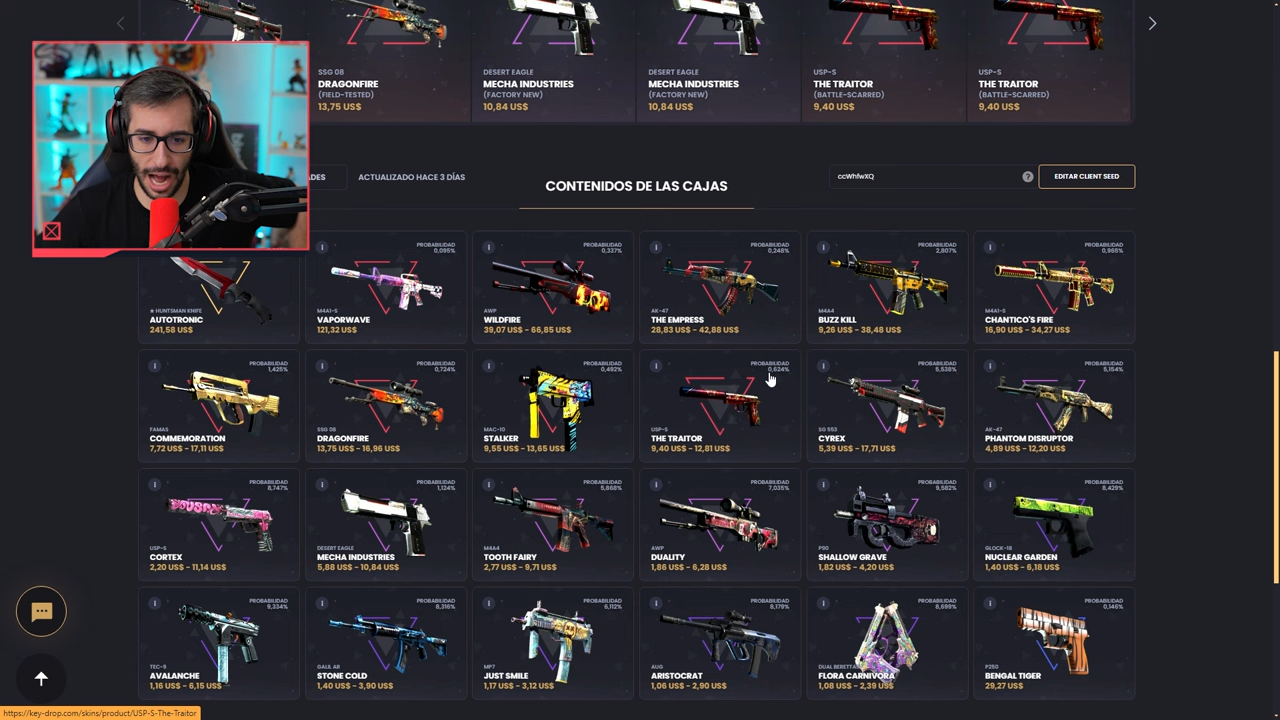 SSG 08
DRAGONFIRE
(FIELD-TESTED)
13,75 US$
DESERT EAGLE
MECHA INDUSTRIES
(FACTORY NEW)
10,84 US$
DESERT EAGLE
MECHA INDUSTRIES
(FACTORY NEW)
10,84 US$
USP-S
THE TRAITOR
(BATTLE-SCARRED)
9,40 US$
USP-S
THE TRAITOR
(BATTLE-SCARRED)
9,40 US$
ADES
ACTUALIZADO HACE 3 DÍAS
CONTENIDOS DE LAS CAJAS
ccWhfwXQ
?
EDITAR CLIENT SEED
★ HUNTSMAN KNIFE
AUTOTRONIC
241,58 US$
PROBABILIDAD
0,095%
M4A1-S
VAPORWAVE
121,32 US$
PROBABILIDAD
0,337%
AWP
WILDFIRE
39,07 US$ - 66,85 US$
PROBABILIDAD
0,248%
AK-47
THE EMPRESS
28,83 US$ - 42,88 US$
PROBABILIDAD
2,807%
M4A4
BUZZ KILL
9,26 US$ - 38,48 US$
PROBABILIDAD
0,965%
M4A1-S
CHANTICO'S FIRE
16,90 US$ - 34,27 US$
PROBABILIDAD
1,425%
FAMAS
COMMEMORATION
7,72 US$ - 17,11 US$
PROBABILIDAD
0,724%
SSG 08
DRAGONFIRE
13,75 US$ - 16,96 US$
PROBABILIDAD
0,492%
MAC-10
STALKER
9,55 US$ - 13,65 US$
PROBABILIDAD
0,624%
USP-S
THE TRAITOR
9,40 US$ - 12,81 US$
PROBABILIDAD
5,538%
SG 553
CYREX
5,39 US$ - 17,71 US$
PROBABILIDAD
5,154%
AK-47
PHANTOM DISRUPTOR
4,89 US$ - 12,20 US$
PROBABILIDAD
8,747%
USP-S
CORTEX
2,20 US$ - 11,14 US$
PROBABILIDAD
1,124%
DESERT EAGLE
MECHA INDUSTRIES
5,88 US$ - 10,84 US$
PROBABILIDAD
5,868%
M4A4
TOOTH FAIRY
2,77 US$ - 9,71 US$
PROBABILIDAD
7,035%
AWP
DUALITY
1,86 US$ - 6,28 US$
PROBABILIDAD
9,582%
P90
SHALLOW GRAVE
1,82 US$ - 4,20 US$
PROBABILIDAD
8,429%
GLOCK-18
NUCLEAR GARDEN
1,40 US$ - 6,18 US$
PROBABILIDAD
9,334%
TEC-9
AVALANCHE
1,16 US$ - 6,15 US$
PROBABILIDAD
8,316%
GALIL AR
STONE COLD
1,40 US$ - 3,90 US$
PROBABILIDAD
6,112%
MP7
JUST SMILE
1,17 US$ - 3,12 US$
PROBABILIDAD
8,179%
AUG
ARISTOCRAT
1,06 US$ - 2,90 US$
PROBABILIDAD
8,699%
DUAL BERETTAS
FLORA CARNIVORA
1,08 US$ - 2,39 US$
PROBABILIDAD
0,146%
P250
BENGAL TIGER
29,27 US$
https://key-drop.com/skins/product/USP-S-The-Traitor